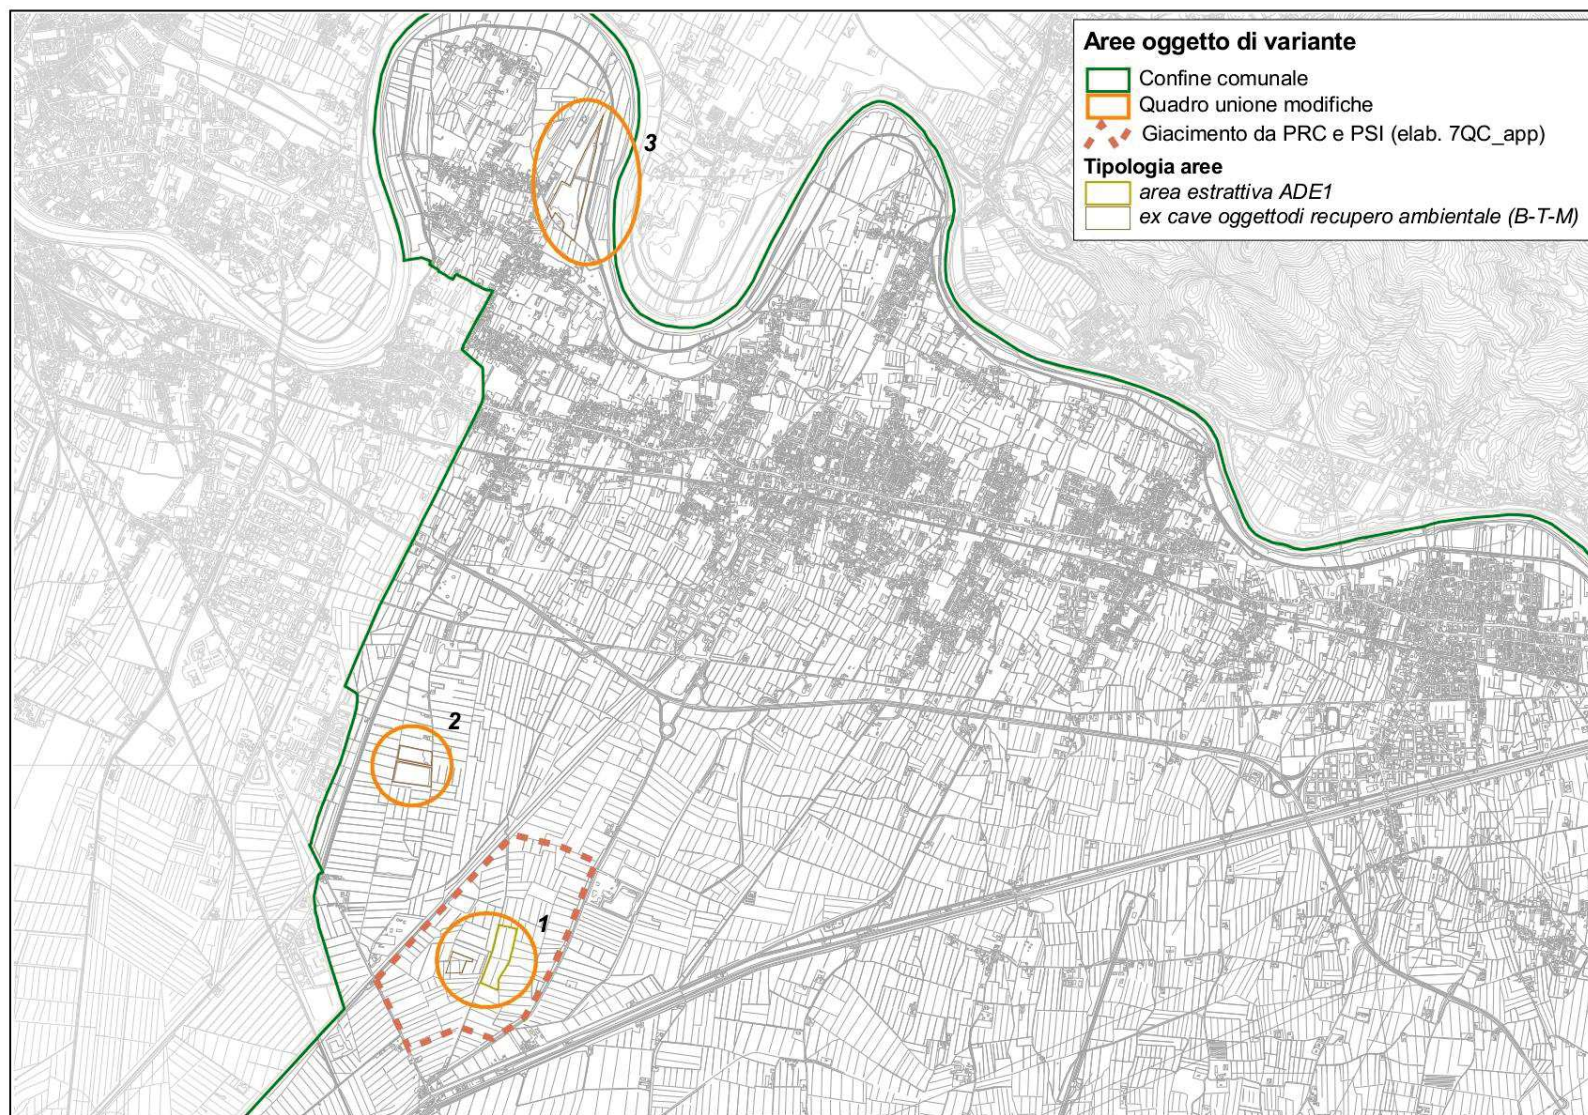 Aree oggetto di variante
Confine comunale
Quadro unione modifiche
Giacimento da PRC e PSI (elab. 7QC_app)
Tipologia aree
area estrattiva ADE1
ex cave oggettodi recupero ambientale (B-T-M)
3
2
1